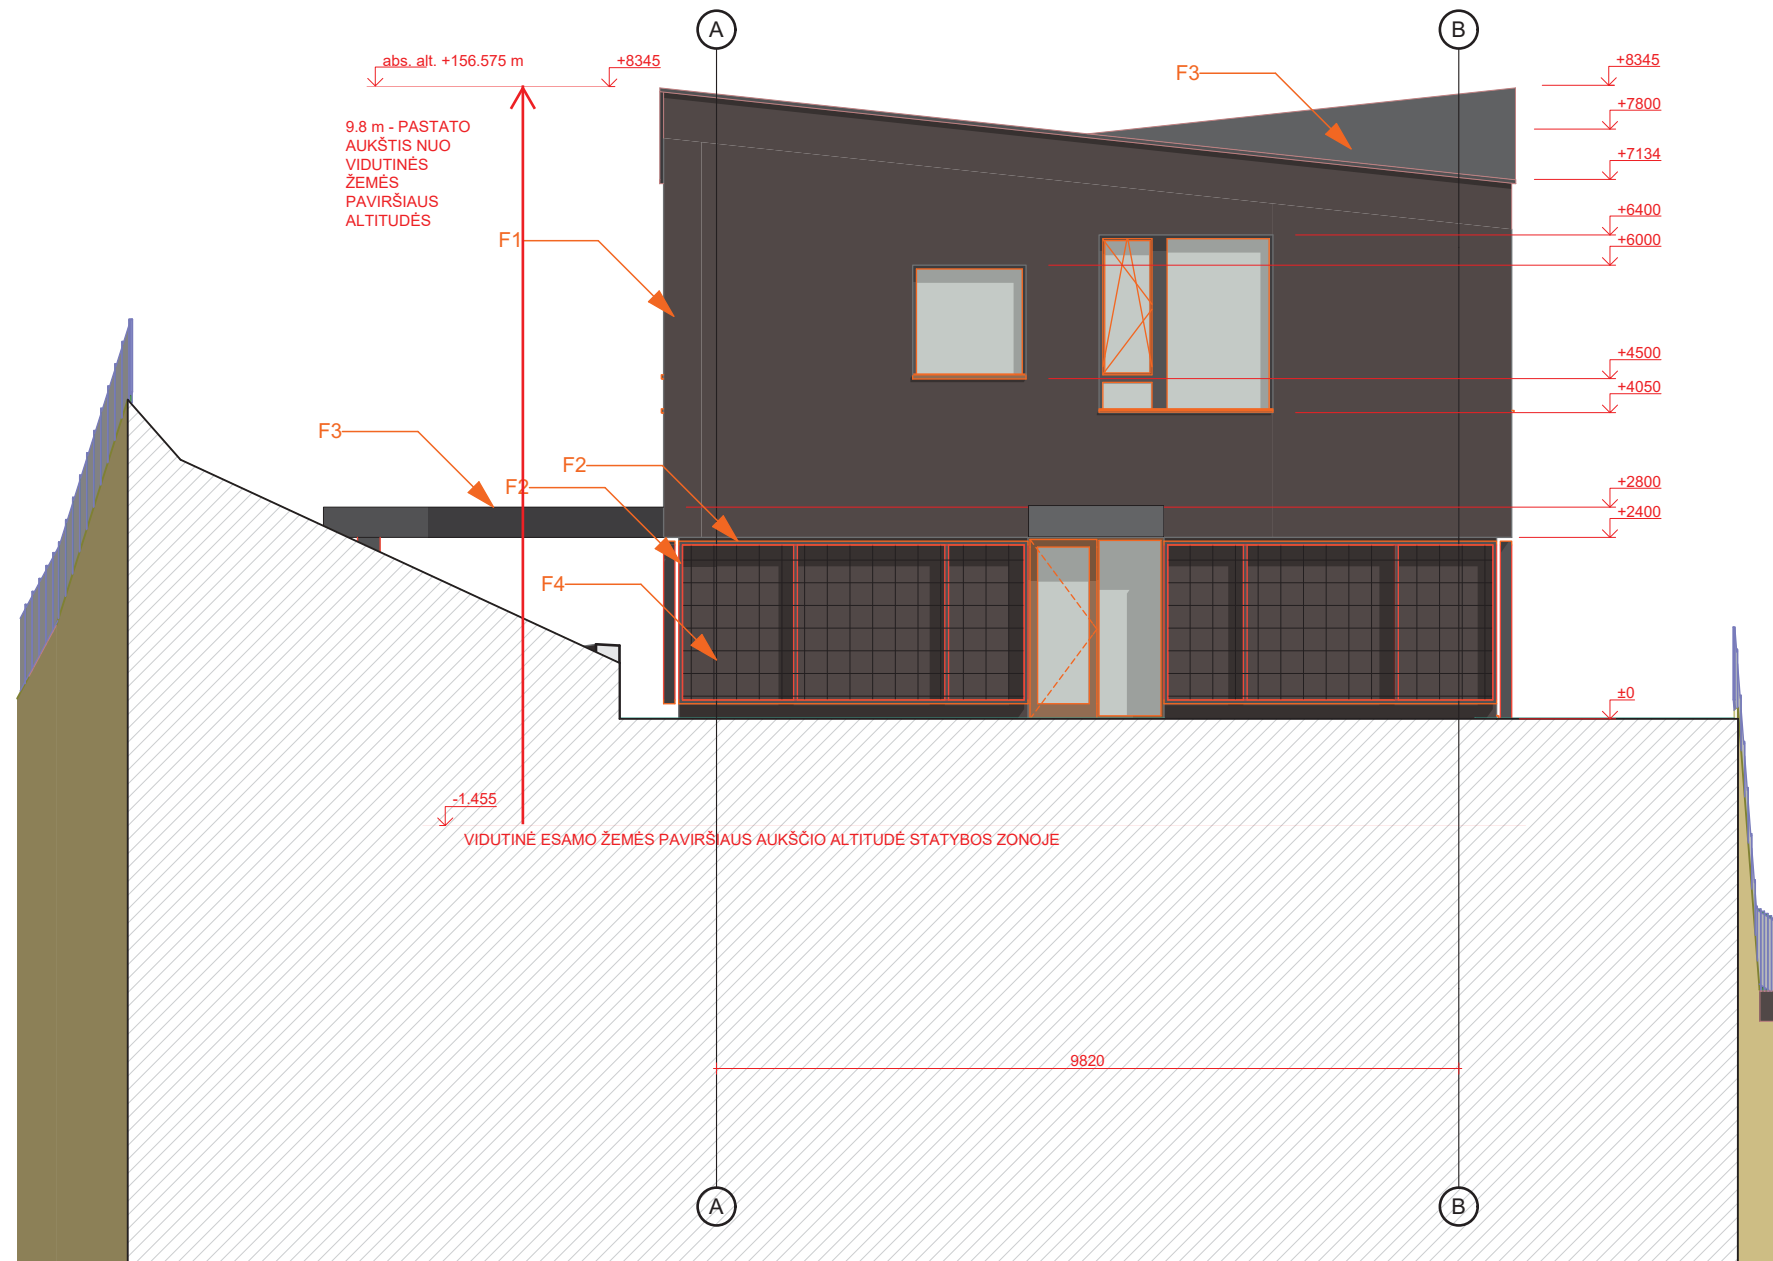 A
B
abs. alt. +156.575 m
+8345
+8345
F3
+7800
9.8 m - PASTATO
AUKŠTIS NUO
VIDUTINĖS
ŽEMĖS
PAVIRŠIAUS
ALTITUDĖS
+7134
+6400
F1
+6000
+4500
+4050
F3
F2
F2
+2800
+2400
F4
±0
-1.455
VIDUTINĖ ESAMO ŽEMĖS PAVIRŠIAUS AUKŠČIO ALTITUDĖ STATYBOS ZONOJE
9820
A
B